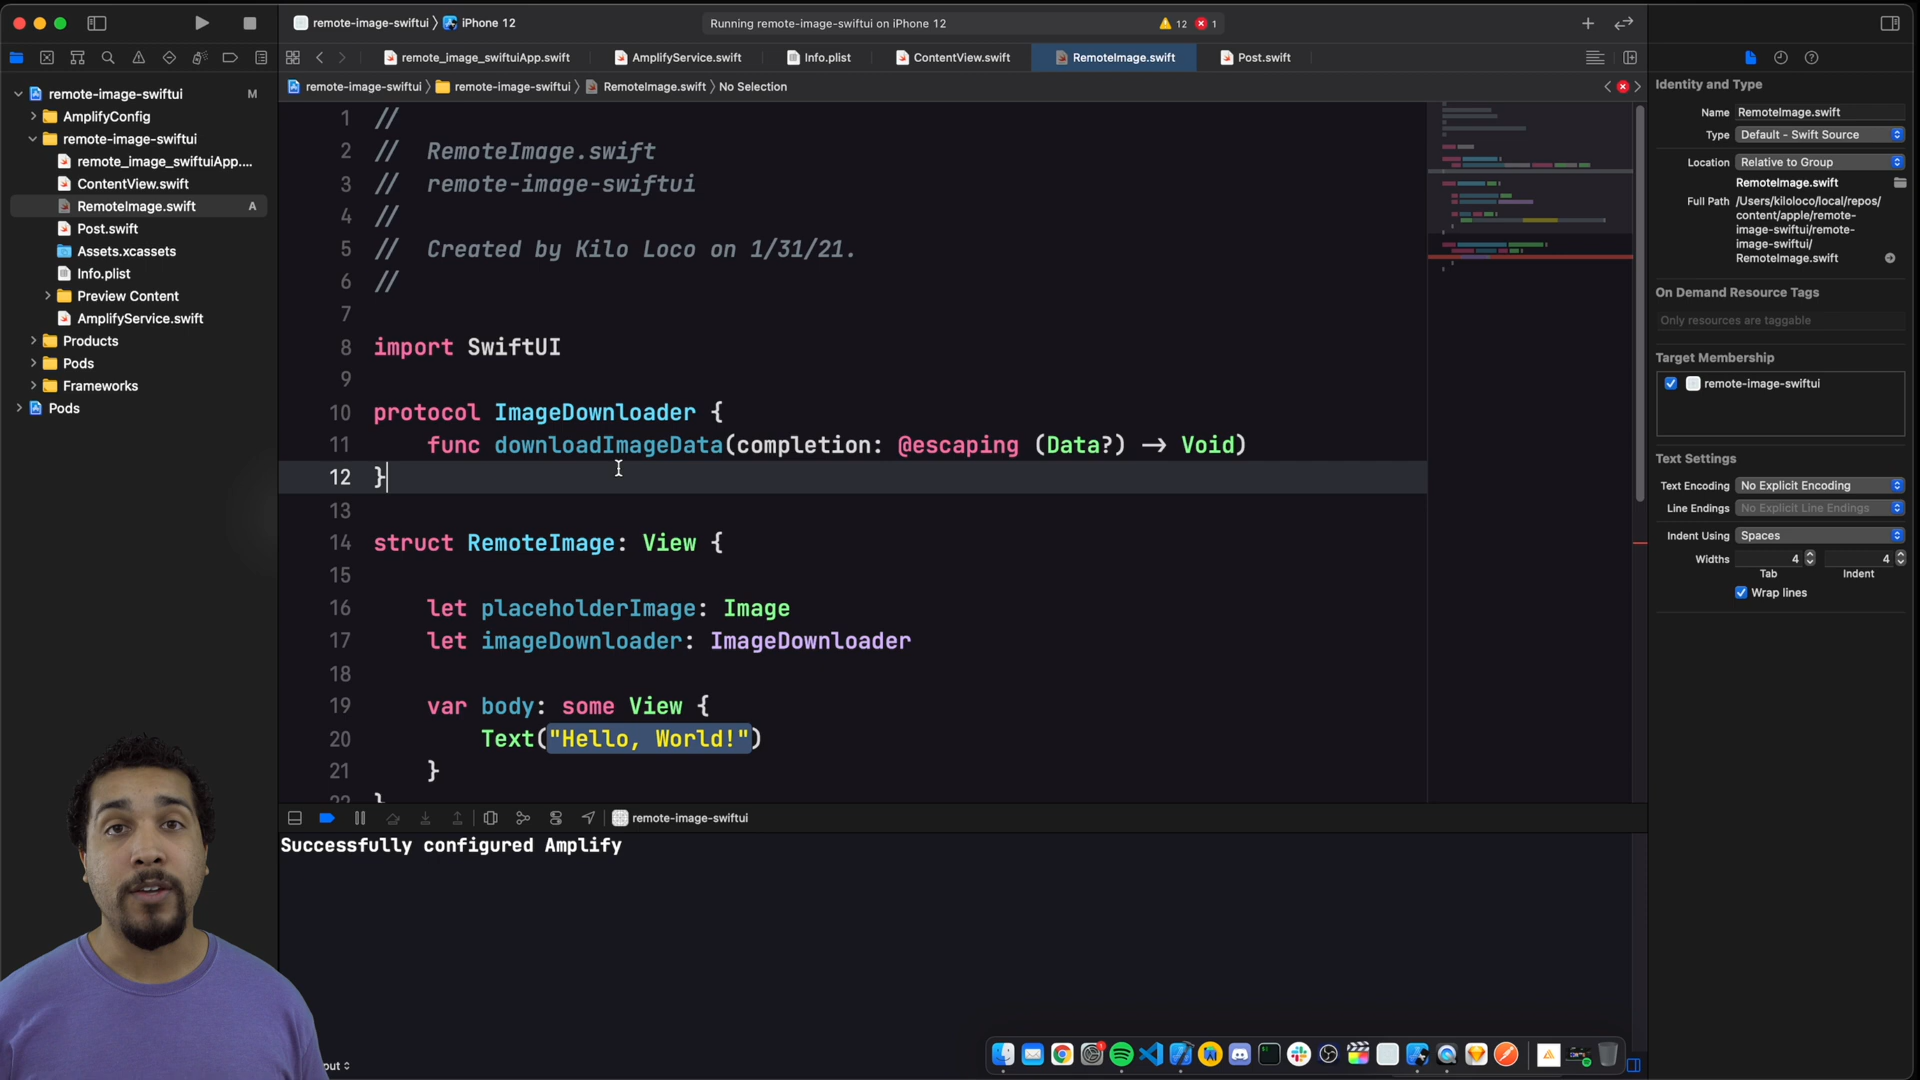 remote-image-swiftui 〉 iPhone 12
Running remote-image-swiftui on iPhone 12
12
1
remote_image_swiftuiApp.swift
AmplifyService.swift
Info.plist
ContentView.swift
RemoteImage.swift
Post.swift
remote-image-swiftui 〉 remote-image-swiftui 〉 RemoteImage.swift 〉 No Selection
remote-image-swiftui M
AmplifyConfig
remote-image-swiftui
remote_image_swiftuiApp....
ContentView.swift
RemoteImage.swift A
Post.swift
Assets.xcassets
Info.plist
Preview Content
AmplifyService.swift
Products
Pods
Frameworks
Pods
1 //
2 //  RemoteImage.swift
3 //  remote-image-swiftui
4 //
5 //  Created by Kilo Loco on 1/31/21.
6 //
7
8 import SwiftUI
9
10 protocol ImageDownloader {
11     func downloadImageData(completion: @escaping (Data?) -> Void)
12 }
13
14 struct RemoteImage: View {
15
16     let placeholderImage: Image
17     let imageDownloader: ImageDownloader
18
19     var body: some View {
20         Text("Hello, World!")
21     }
22 }
remote-image-swiftui
Successfully configured Amplify
Identity and Type
Name RemoteImage.swift
Type Default - Swift Source
Location Relative to Group
RemoteImage.swift
Full Path /Users/kiloloco/local/repos/
content/apple/remote-
image-swiftui/remote-
image-swiftui/
RemoteImage.swift
On Demand Resource Tags
Only resources are taggable
Target Membership
remote-image-swiftui
Text Settings
Text Encoding No Explicit Encoding
Line Endings No Explicit Line Endings
Indent Using Spaces
Widths 4 4
Tab Indent
Wrap lines